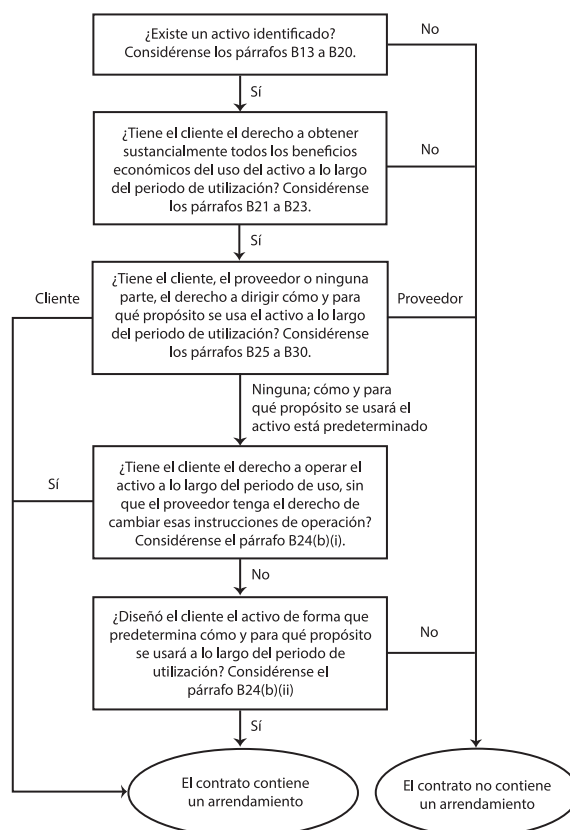 ¿Existe un activo identificado?
Considérense los párrafos B13 a B20.
No
Sí
¿Tiene el cliente el derecho a obtener
sustancialmente todos los beneficios
económicos del uso del activo a lo largo
del periodo de utilización? Considérense
los párrafos B21 a B23.
No
Sí
¿Tiene el cliente, el proveedor o ninguna
parte, el derecho a dirigir cómo y para
qué propósito se usa el activo a lo largo
del periodo de utilización? Considérense
los párrafos B25 a B30.
Cliente
Proveedor
Ninguna; cómo y para
qué propósito se usará el
activo está predeterminado
¿Tiene el cliente el derecho a operar el
activo a lo largo del periodo de uso, sin
que el proveedor tenga el derecho de
cambiar esas instrucciones de operación?
Considérense el párrafo B24(b)(i).
Sí
No
¿Diseñó el cliente el activo de forma que
predetermina cómo y para qué propósito
se usará a lo largo del periodo de
utilización? Considérense el
párrafo B24(b)(ii)
No
Sí
El contrato contiene
un arrendamiento
El contrato no contiene
un arrendamiento